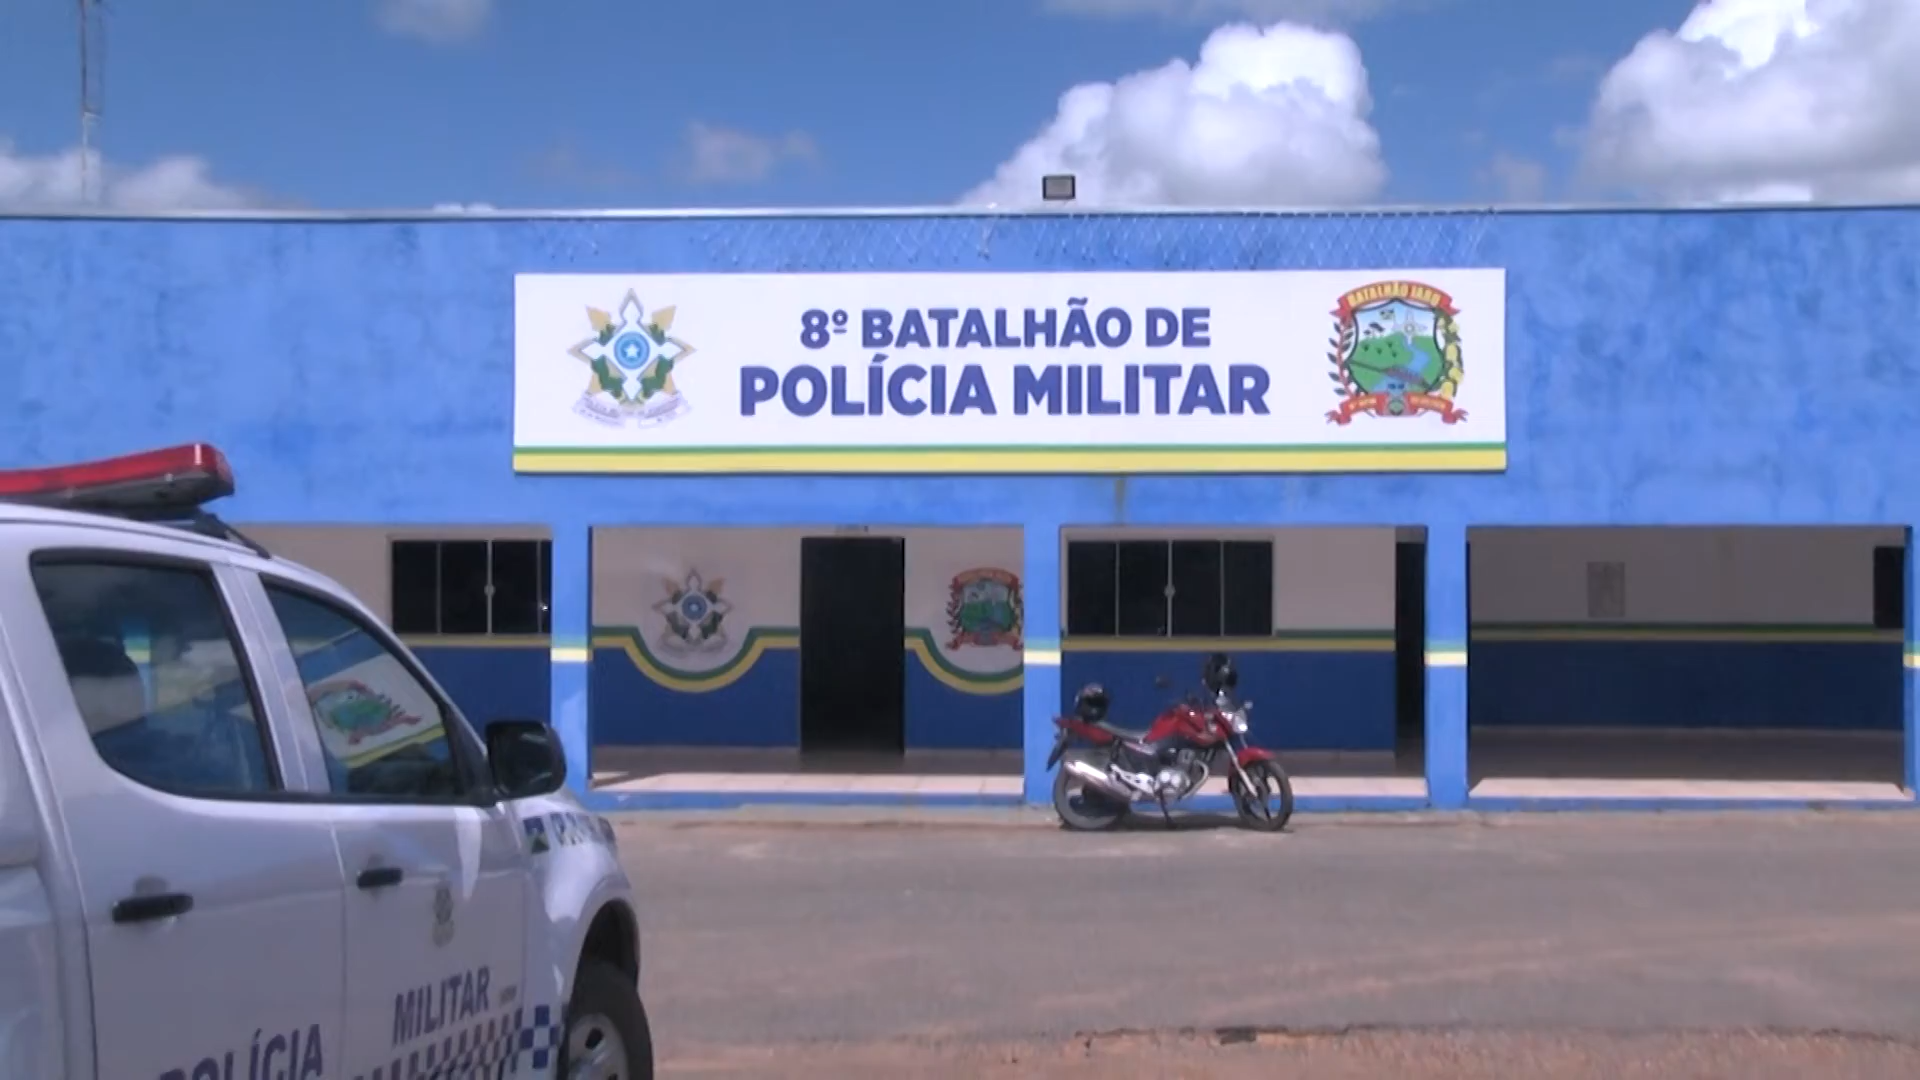 8º BATALHÃO DE
POLÍCIA MILITAR
BATALHÃO JARU
POLÍCIA
MILITAR